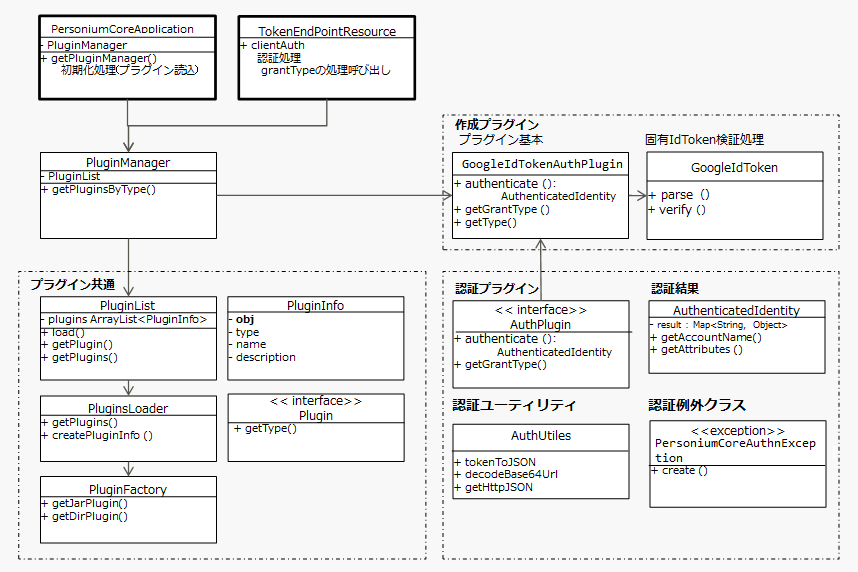 PersoniumCoreApplication
- PluginManager
+ getPluginManager()
初期化処理(プラグイン読込)
TokenEndPointResource
+ clientAuth
認証処理
grantTypeの処理呼び出し
PluginManager
- PluginList
+ getPluginsByType()
作成プラグイン
プラグイン基本
固有IdToken検証処理
GoogleIdTokenAuthPlugin
+ authenticate ():
AuthenticatedIdentity
+ getGrantType ()
+ getType()
GoogleIdToken
+ parse ()
+ verify ()
プラグイン共通
PluginList
- plugins ArrayList<PluginInfo>
+ load()
+ getPlugin()
+ getPlugins()
PluginInfo
- obj
- type
- name
- description
PluginsLoader
+ getPlugins()
+ createPluginInfo ()
<< interface>>
Plugin
+ getType()
PluginFactory
+ getJarPlugin()
+ getDirPlugin()
認証プラグイン
<< interface>>
AuthPlugin
+ authenticate ():
AuthenticatedIdentity
+ getGrantType()
認証結果
AuthenticatedIdentity
- result : Map<String, Object>
+ getAccountName()
+ getAttributes ()
認証ユーティリティ
AuthUtiles
+ tokenToJSON
+ decodeBase64Url
+ getHttpJSON
認証例外クラス
<<exception>>
PersoniumCoreAuthnExcep
tion
+ create ()